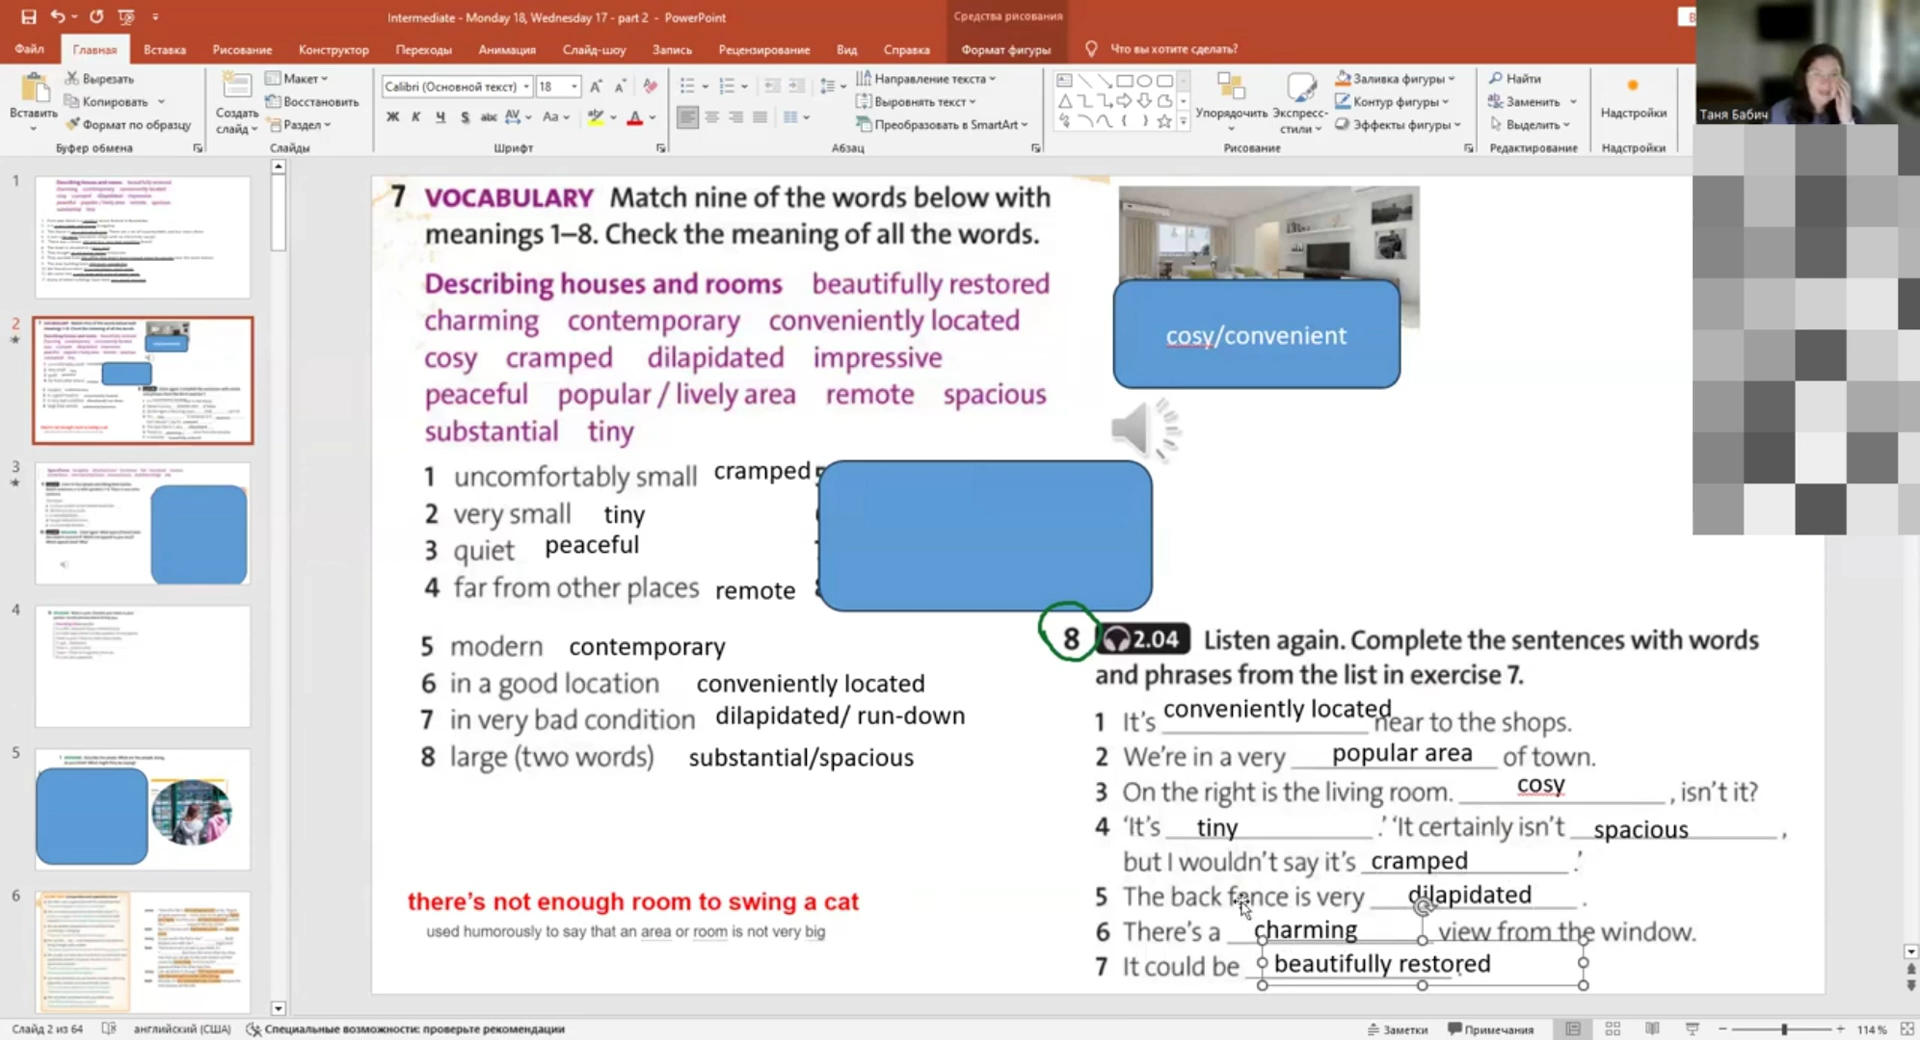 Intermediate - Monday 18, Wednesday 17 - part 2 - PowerPoint
Средства рисования
Файл Главная Вставка Рисование Конструктор Переходы Анимация Слайд-шоу Запись Рецензирование Вид Справка Формат фигуры Что вы хотите сделать?
Вставить
Вырезать
Копировать
Формат по образцу
Буфер обмена
Создать слайд
Макет
Восстановить
Раздел
Слайды
Calibri (Основной текст) 18
Ж К Ч S abc AV Aa А
Шрифт
Направление текста
Выровнять текст
Преобразовать в SmartArt
Абзац
Упорядочить
Экспресс-стили
Заливка фигуры
Контур фигуры
Эффекты фигуры
Рисование
Найти
Заменить
Выделить
Редактирование
Надстройки
Надстройки
Таня Бабич
1
2
3
4
5
6
7 VOCABULARY Match nine of the words below with
meanings 1–8. Check the meaning of all the words.
Describing houses and rooms beautifully restored
charming contemporary conveniently located
cosy cramped dilapidated impressive
peaceful popular / lively area remote spacious
substantial tiny
cosy/convenient
1 uncomfortably small cramped
2 very small tiny
3 quiet peaceful
4 far from other places remote
5 modern contemporary
6 in a good location conveniently located
7 in very bad condition dilapidated/ run-down
8 large (two words) substantial/spacious
there's not enough room to swing a cat
used humorously to say that an area or room is not very big
8 2.04 Listen again. Complete the sentences with words
and phrases from the list in exercise 7.
1 It's conveniently located near to the shops.
2 We're in a very popular area of town.
3 On the right is the living room. cosy, isn't it?
4 'It's tiny.' 'It certainly isn't spacious,
but I wouldn't say it's cramped.'
5 The back fence is very dilapidated.
6 There's a charming view from the window.
7 It could be beautifully restored.
Слайд 2 из 64 английский (США) Специальные возможности: проверьте рекомендации Заметки Примечания 114 %